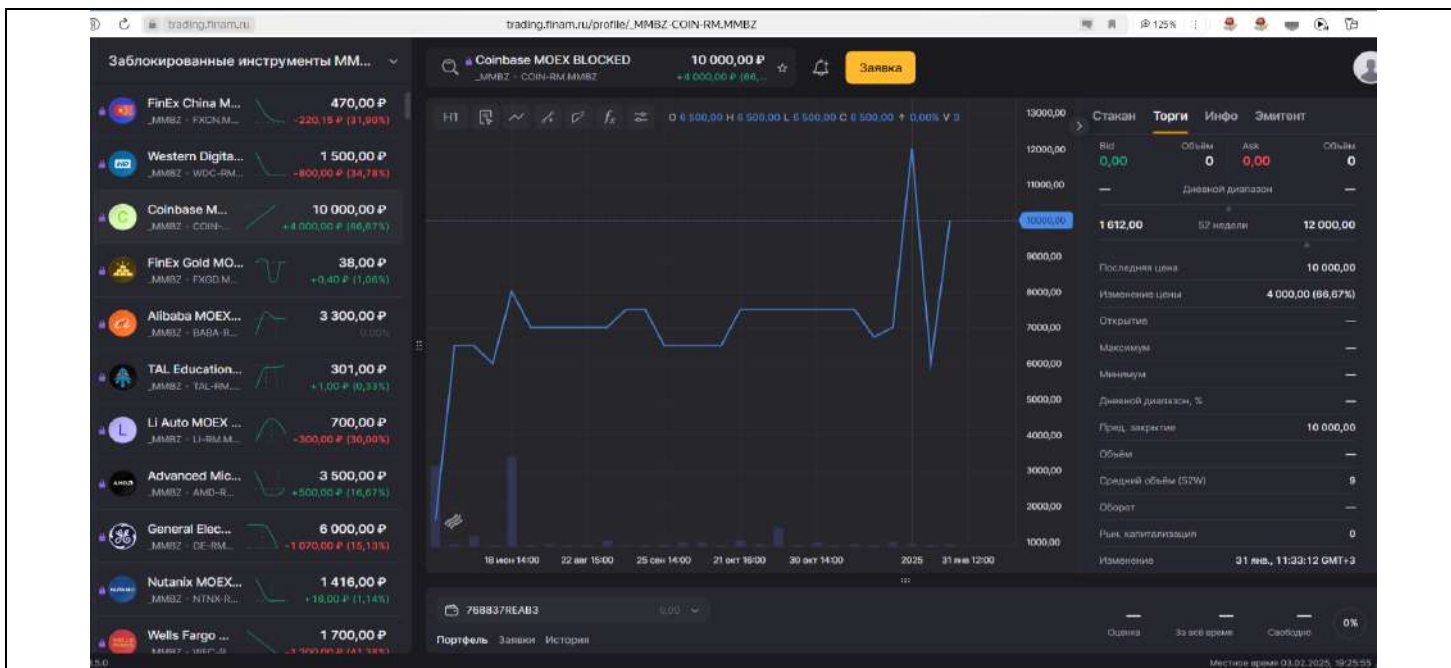 trading.finam.ru
trading.finam.ru/profile/_MMBZ-COIN-RM.MMBZ
125%
Заблокированные инструменты ММ...
Coinbase MOEX BLOCKED
_MMBZ • COIN-RM.MMBZ
10 000,00 ₽
+4 000,00 ₽ (66,...
Заявка
FinEx China M...
470,00 ₽
_MMBZ • FXCN.M...
-220,15 ₽ (31,90%)
Western Digita...
1 500,00 ₽
_MMBZ • WDC-RM...
-800,00 ₽ (34,78%)
Coinbase M...
10 000,00 ₽
_MMBZ • COIN-...
+4 000,00 ₽ (66,67%)
FinEx Gold MO...
38,00 ₽
_MMBZ • FXGD.M...
+0,40 ₽ (1,06%)
Alibaba MOEX...
3 300,00 ₽
_MMBZ • BABA-R...
0,00%
TAL Education...
301,00 ₽
_MMBZ • TAL-RM....
+1,00 ₽ (0,33%)
Li Auto MOEX ...
700,00 ₽
_MMBZ • LI-RM.M...
-300,00 ₽ (30,00%)
Advanced Mic...
3 500,00 ₽
_MMBZ • AMD-R...
+500,00 ₽ (16,67%)
General Elec...
6 000,00 ₽
_MMBZ • GE-RM...
-1 070,00 ₽ (15,13%)
Nutanix MOEX...
1 416,00 ₽
_MMBZ • NTNX-R...
+16,00 ₽ (1,14%)
Wells Fargo ...
1 700,00 ₽
H1
O 6 500,00 H 6 500,00 L 6 500,00 C 6 500,00 0,00% V 9
13000,00
12000,00
11000,00
10000,00
9000,00
8000,00
7000,00
6000,00
5000,00
4000,00
3000,00
2000,00
1000,00
18 июн 14:00 22 авг 15:00 25 сен 14:00 21 окт 16:00 30 окт 14:00 2025 31 янв 12:00
768837REAB3
0,00
Портфель Заявки История
Стакан Торги Инфо Эмитент
Bid Объём Ask Объём
0,00 0 0,00 0
— Дневной диапазон —
1 612,00 52 недели 12 000,00
Последняя цена 10 000,00
Изменение цены 4 000,00 (66,67%)
Открытие —
Максимум —
Минимум —
Дневной диапазон, % —
Пред. закрытие 10 000,00
Объём —
Средний объём (52W) 9
Оборот —
Рын. капитализация 0
Изменение 31 янв., 11:33:12 GMT+3
— — — 0%
Оценка За всё время Свободно
Местное время 03.02.2025, 19:25:55